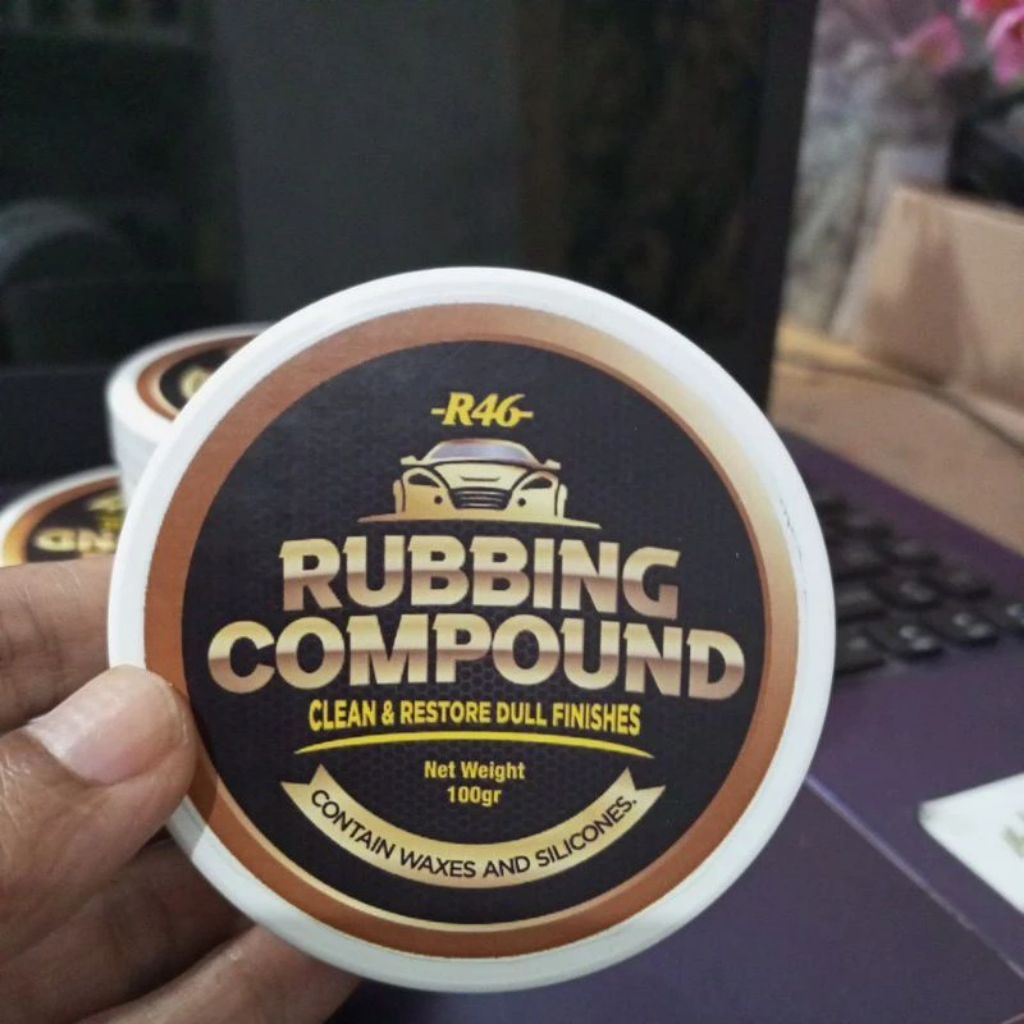 -R46-
RUBBING
COMPOUND
CLEAN & RESTORE DULL FINISHES
Net Weight
100gr
CONTAIN WAXES AND SILICONES.